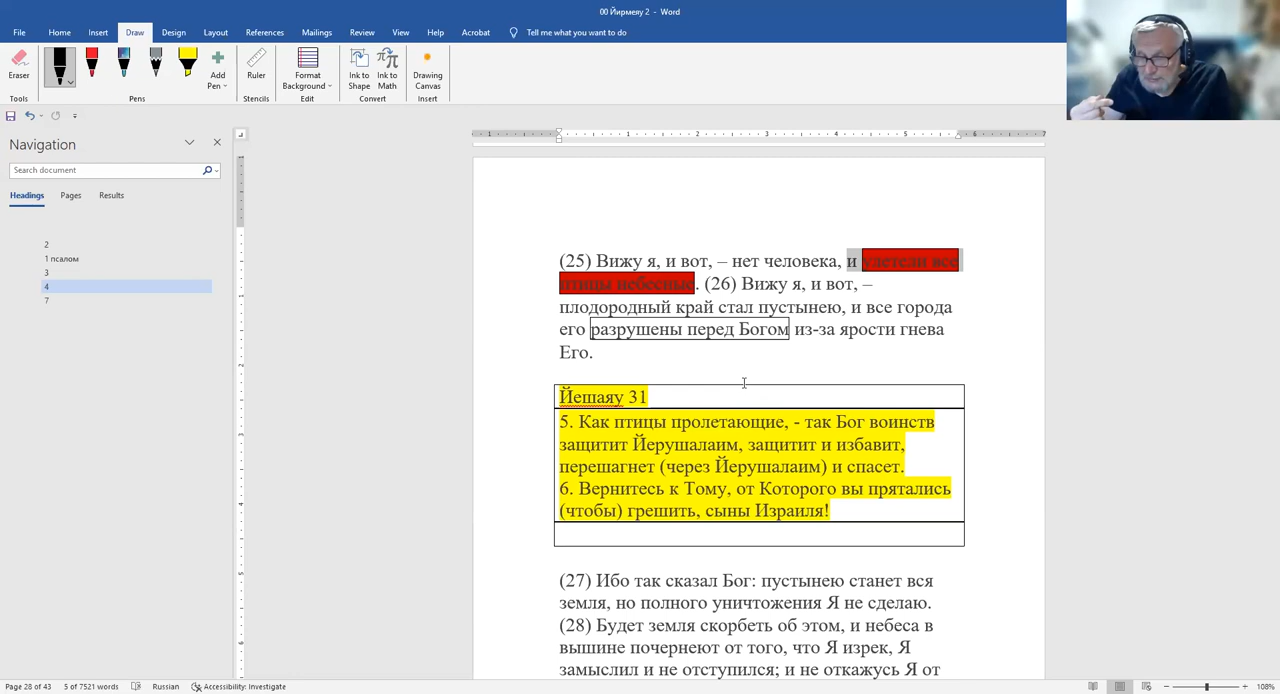 00 Йирмеяу 2 - Word
File Home Insert Draw Design Layout References Mailings Review View Help Acrobat Tell me what you want to do
Eraser
Add Pen
Ruler
Format Background
Ink to Shape
Ink to Math
Drawing Canvas
Tools Pens Stencils Edit Convert Insert
Navigation
Search document
Headings Pages Results
2
1 псалом
3
4
7
1 1 2 3 4 5 6 7
(25) Вижу я, и вот, – нет человека, и улетели все
птицы небесные. (26) Вижу я, и вот, –
плодородный край стал пустынею, и все города
его разрушены перед Богом из-за ярости гнева
Его.
Йешаяу 31
5. Как птицы пролетающие, - так Бог воинств
защитит Йерушалаим, защитит и избавит,
перешагнет (через Йерушалаим) и спасет.
6. Вернитесь к Тому, от Которого вы прятались
(чтобы) грешить, сыны Израиля!
(27) Ибо так сказал Бог: пустынею станет вся
земля, но полного уничтожения Я не сделаю.
(28) Будет земля скорбеть об этом, и небеса в
вышине почернеют от того, что Я изрек, Я
замыслил и не отступился; и не откажусь Я от
Page 28 of 43 5 of 7521 words Russian Accessibility: Investigate 108%